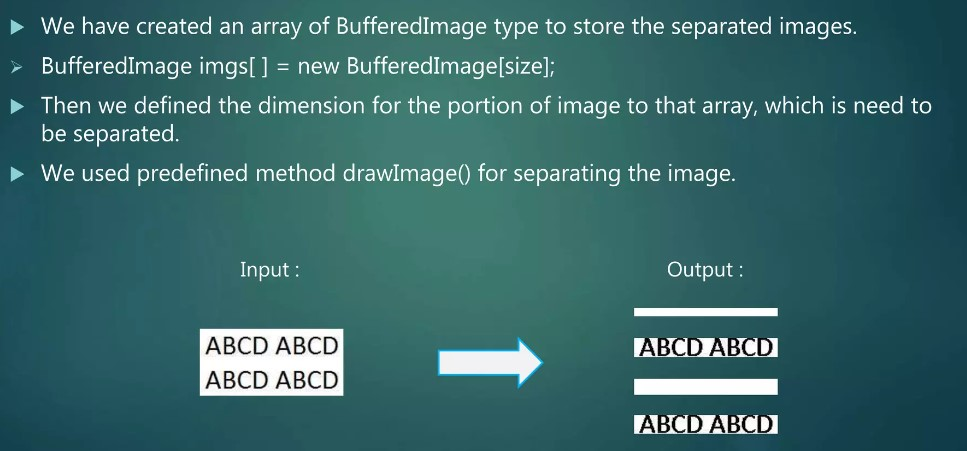 We have created an array of BufferedImage type to store the separated images.
BufferedImage imgs[ ] = new BufferedImage[size];
Then we defined the dimension for the portion of image to that array, which is need to
be separated.
We used predefined method drawImage() for separating the image.
Input :
Output :
ABCD ABCD
ABCD ABCD
ABCD ABCD
ABCD ABCD